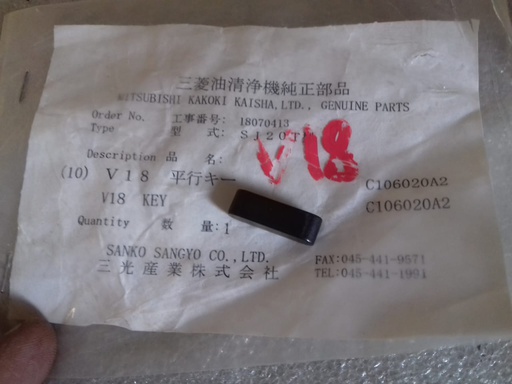 三菱油清浄機純正部品
MITSUBISHI KAKOKI KAISHA,LTD., GENUINE PARTS
Order No. 工事番号: 18070413
Type 型 式: SJ20T
V18
Description 品 名:
(10) V18 平行キー C106020A2
V18 KEY C106020A2
Quantity 数 量:1
SANKO SANGYO CO.,LTD. FAX:045-441-9571
三光産業株式会社 TEL:045-441-1991